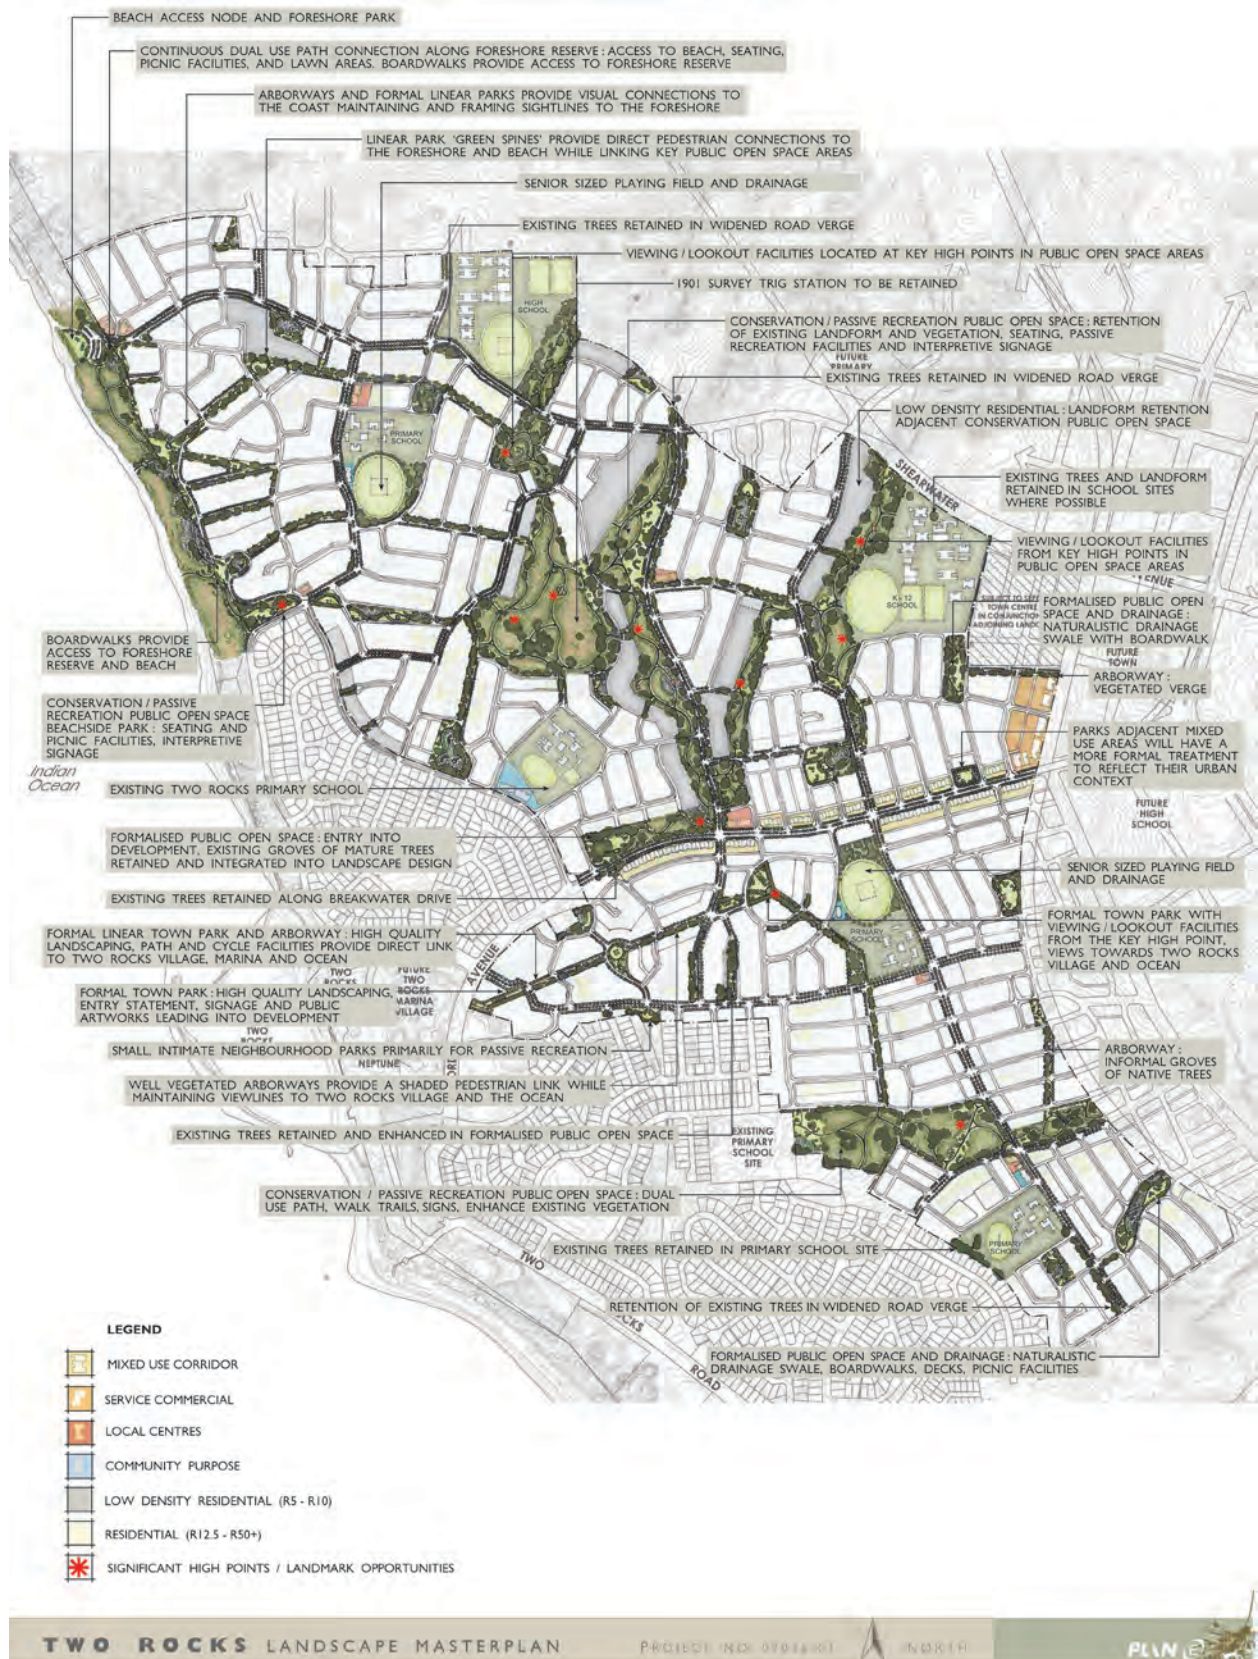 BEACH ACCESS NODE AND FORESHORE PARK
CONTINUOUS DUAL USE PATH CONNECTION ALONG FORESHORE RESERVE : ACCESS TO BEACH, SEATING,
PICNIC FACILITIES, AND LAWN AREAS. BOARDWALKS PROVIDE ACCESS TO FORESHORE RESERVE
ARBORWAYS AND FORMAL LINEAR PARKS PROVIDE VISUAL CONNECTIONS TO
THE COAST MAINTAINING AND FRAMING SIGHTLINES TO THE FORESHORE
LINEAR PARK 'GREEN SPINES' PROVIDE DIRECT PEDESTRIAN CONNECTIONS TO
THE FORESHORE AND BEACH WHILE LINKING KEY PUBLIC OPEN SPACE AREAS
SENIOR SIZED PLAYING FIELD AND DRAINAGE
EXISTING TREES RETAINED IN WIDENED ROAD VERGE
VIEWING / LOOKOUT FACILITIES LOCATED AT KEY HIGH POINTS IN PUBLIC OPEN SPACE AREAS
1901 SURVEY TRIG STATION TO BE RETAINED
HIGH
SCHOOL
CONSERVATION / PASSIVE RECREATION PUBLIC OPEN SPACE : RETENTION
OF EXISTING LANDFORM AND VEGETATION, SEATING, PASSIVE
RECREATION FACILITIES AND INTERPRETIVE SIGNAGE
FUTURE
PRIMARY
EXISTING TREES RETAINED IN WIDENED ROAD VERGE
LOW DENSITY RESIDENTIAL : LANDFORM RETENTION
ADJACENT CONSERVATION PUBLIC OPEN SPACE
PRIMARY
SCHOOL
SHEARWATER
EXISTING TREES AND LANDFORM
RETAINED IN SCHOOL SITES
WHERE POSSIBLE
VIEWING / LOOKOUT FACILITIES
FROM KEY HIGH POINTS IN
PUBLIC OPEN SPACE AREAS
K - 12
SCHOOL
TOWN CENTRE
IN CONJUNCTION
FORMALISED PUBLIC OPEN
SPACE AND DRAINAGE :
NATURALISTIC DRAINAGE
SWALE WITH BOARDWALK
FUTURE
TOWN
BOARDWALKS PROVIDE
ACCESS TO FORESHORE
RESERVE AND BEACH
ARBORWAY :
VEGETATED VERGE
CONSERVATION / PASSIVE
RECREATION PUBLIC OPEN SPACE
BEACHSIDE PARK : SEATING AND
PICNIC FACILITIES, INTERPRETIVE
SIGNAGE
PARKS ADJACENT MIXED
USE AREAS WILL HAVE A
MORE FORMAL TREATMENT
TO REFLECT THEIR URBAN
CONTEXT
Indian
Ocean
EXISTING TWO ROCKS PRIMARY SCHOOL
FUTURE
HIGH
SCHOOL
FORMALISED PUBLIC OPEN SPACE : ENTRY INTO
DEVELOPMENT, EXISTING GROVES OF MATURE TREES
RETAINED AND INTEGRATED INTO LANDSCAPE DESIGN
SENIOR SIZED PLAYING FIELD
AND DRAINAGE
EXISTING TREES RETAINED ALONG BREAKWATER DRIVE
FORMAL TOWN PARK WITH
VIEWING / LOOKOUT FACILITIES
FROM THE KEY HIGH POINT,
VIEWS TOWARDS TWO ROCKS
VILLAGE AND OCEAN
PRIMARY
SCHOOL
FORMAL LINEAR TOWN PARK AND ARBORWAY : HIGH QUALITY
LANDSCAPING, PATH AND CYCLE FACILITIES PROVIDE DIRECT LINK
TO TWO ROCKS VILLAGE, MARINA AND OCEAN
AVENUE
TWO
ROCKS
FUTURE
TWO
ROCKS
MARINA
VILLAGE
FORMAL TOWN PARK : HIGH QUALITY LANDSCAPING,
ENTRY STATEMENT, SIGNAGE AND PUBLIC
ARTWORKS LEADING INTO DEVELOPMENT
TWO
ROCKS
SMALL, INTIMATE NEIGHBOURHOOD PARKS PRIMARILY FOR PASSIVE RECREATION
NEPTUNE
ARBORWAY :
INFORMAL GROVES
OF NATIVE TREES
WELL VEGETATED ARBORWAYS PROVIDE A SHADED PEDESTRIAN LINK WHILE
MAINTAINING VIEWLINES TO TWO ROCKS VILLAGE AND THE OCEAN
EXISTING TREES RETAINED AND ENHANCED IN FORMALISED PUBLIC OPEN SPACE
EXISTING
PRIMARY
SCHOOL
SITE
CONSERVATION / PASSIVE RECREATION PUBLIC OPEN SPACE : DUAL
USE PATH, WALK TRAILS, SIGNS, ENHANCE EXISTING VEGETATION
EXISTING TREES RETAINED IN PRIMARY SCHOOL SITE
PRIMARY
SCHOOL
TWO
RETENTION OF EXISTING TREES IN WIDENED ROAD VERGE
ROAD
FORMALISED PUBLIC OPEN SPACE AND DRAINAGE : NATURALISTIC
DRAINAGE SWALE, BOARDWALKS, DECKS, PICNIC FACILITIES
LEGEND
MIXED USE CORRIDOR
SERVICE COMMERCIAL
LOCAL CENTRES
COMMUNITY PURPOSE
LOW DENSITY RESIDENTIAL (R5 - R10)
RESIDENTIAL (R12.5 - R50+)
SIGNIFICANT HIGH POINTS / LANDMARK OPPORTUNITIES
TWO ROCKS LANDSCAPE MASTERPLAN
PROJECT NO.
NORTH
PLAN E